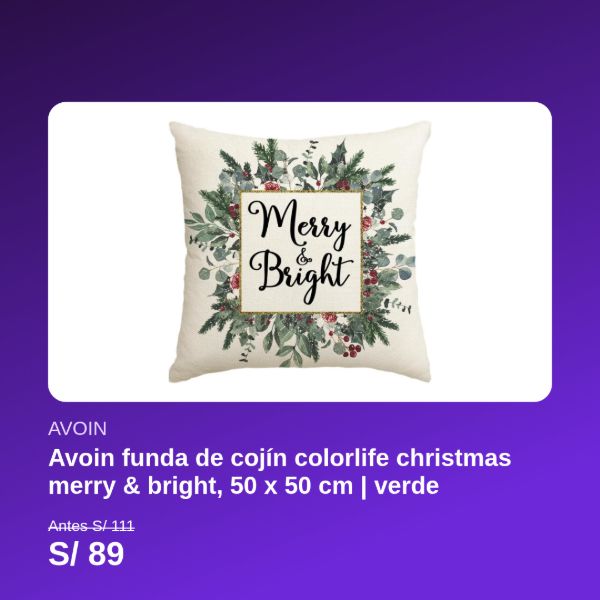 Merry
&
Bright
AVOIN
Avoin funda de cojín colorlife christmas
merry & bright, 50 x 50 cm | verde
Antes S/ 111
S/ 89